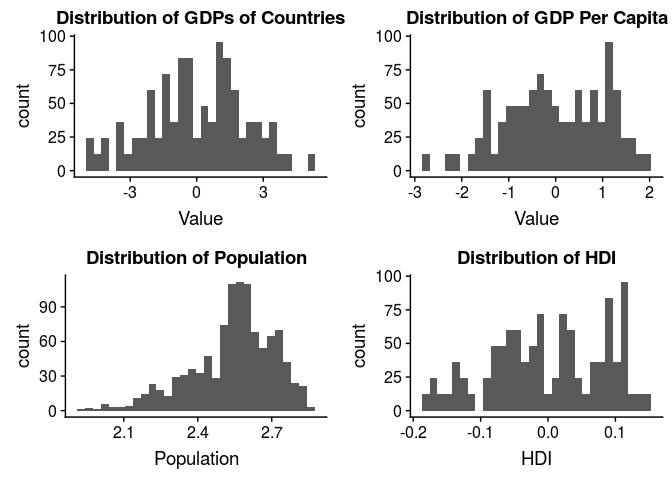 Distribution of GDPs of Countries
100
75
50
25
0
count
-3 0 3
Value
Distribution of GDP Per Capita
100
75
50
25
0
count
-3 -2 -1 0 1 2
Value
Distribution of Population
90
60
30
0
count
2.1 2.4 2.7
Population
Distribution of HDI
100
75
50
25
0
count
-0.2 -0.1 0.0 0.1
HDI